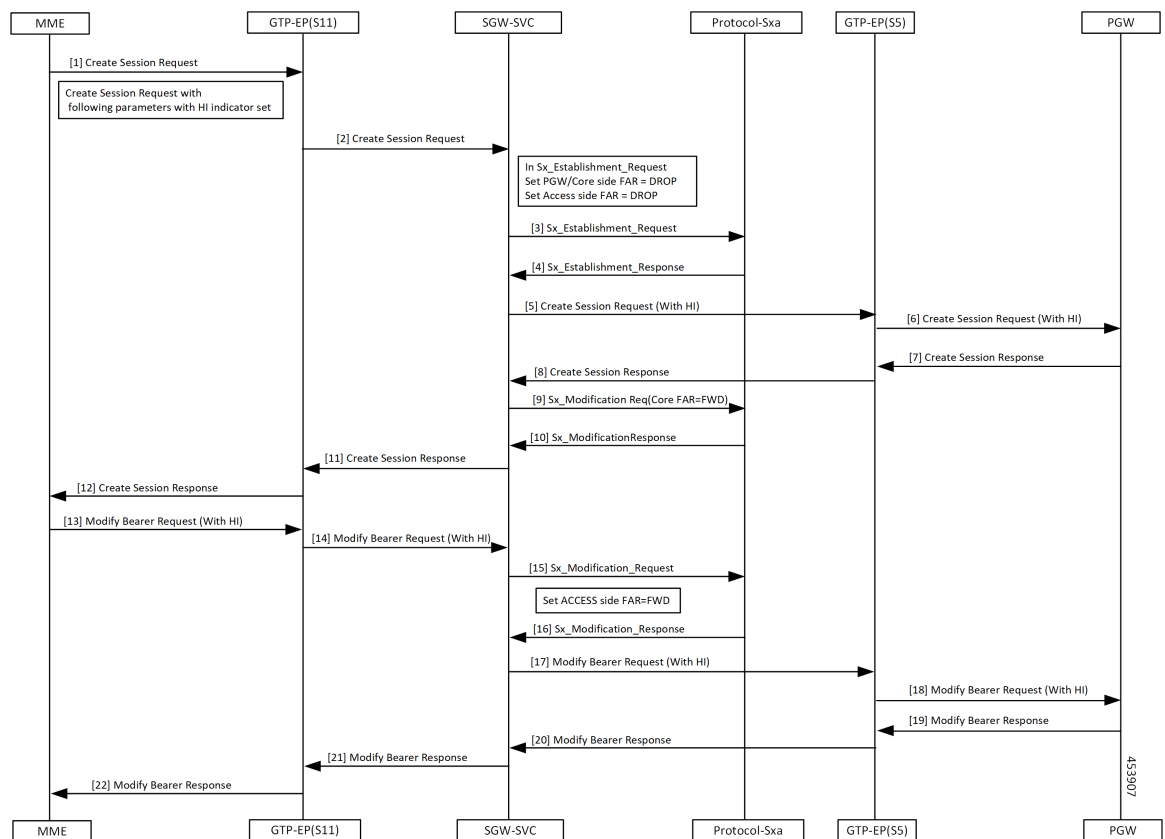 MME
GTP-EP(S11)
SGW-SVC
Protocol-Sxa
GTP-EP(S5)
PGW
[1] Create Session Request
Create Session Request with
following parameters with HI indicator set
[2] Create Session Request
In Sx_Establishment_Request
Set PGW/Core side FAR = DROP
Set Access side FAR = DROP
[3] Sx_Establishment_Request
[4] Sx_Establishment_Response
[5] Create Session Request (With HI)
[6] Create Session Request (With HI)
[7] Create Session Response
[8] Create Session Response
[9] Sx_Modification Req(Core FAR=FWD)
[10] Sx_ModificationResponse
[11] Create Session Response
[12] Create Session Response
[13] Modify Bearer Request (With HI)
[14] Modify Bearer Request (With HI)
[15] Sx_Modification_Request
Set ACCESS side FAR=FWD
[16] Sx_Modification_Response
[17] Modify Bearer Request (With HI)
[18] Modify Bearer Request (With HI)
[19] Modify Bearer Response
[20] Modify Bearer Response
[21] Modify Bearer Response
[22] Modify Bearer Response
453907
MME
GTP-EP(S11)
SGW-SVC
Protocol-Sxa
GTP-EP(S5)
PGW